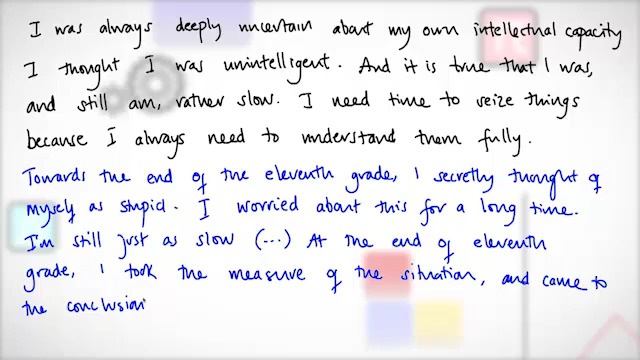 I was always deeply uncertain about my own intellectual capacity
I thought I was unintelligent. And it is true that I was,
and still am, rather slow. I need time to seize things
because I always need to understand them fully.
Towards the end of the eleventh grade, I secretly thought of
myself as stupid. I worried about this for a long time.
I'm still just as slow (...) At the end of eleventh
grade, I took the measure of the situation, and came to
the conclusion